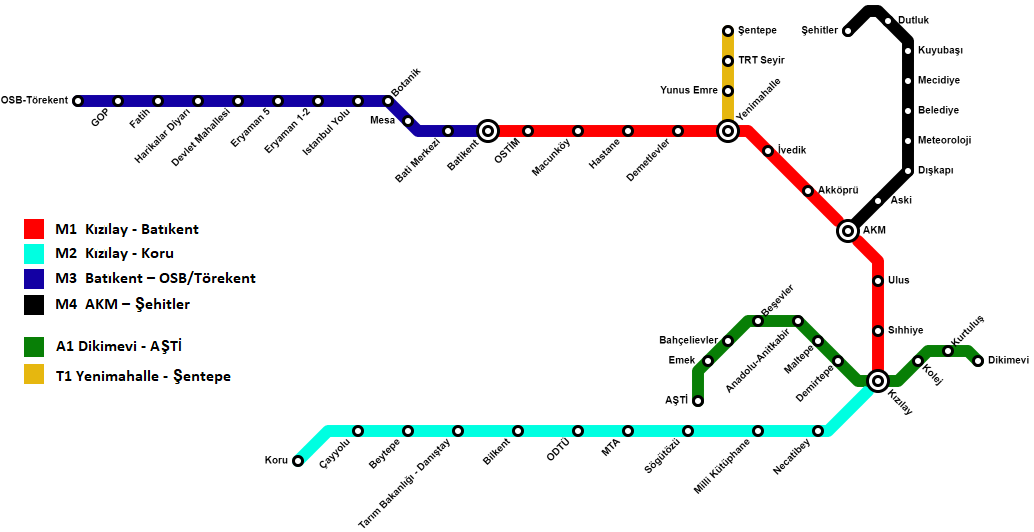 OSB-Törekent
GOP
Fatih
Harikalar Diyarı
Devlet Mahallesi
Eryaman 5
Eryaman 1-2
Istanbul Yolu
Botanik
Mesa
Bati Merkezi
Batıkent
OSTİM
Macunköy
Hastane
Demetlevler
Şentepe
TRT Seyir
Yunus Emre
Yenimahalle
İvedik
Akköprü
AKM
Ulus
Sıhhiye
Kızılay
Şehitler
Dutluk
Kuyubaşı
Mecidiye
Belediye
Meteoroloji
Dışkapı
Aski
M1 Kızılay - Batıkent
M2 Kızılay - Koru
M3 Batıkent – OSB/Törekent
M4 AKM – Şehitler
A1 Dikimevi - AŞTİ
T1 Yenimahalle - Şentepe
AŞTİ
Emek
Bahçelievler
Beşevler
Anadolu-Anitkabir
Maltepe
Demirtepe
Kolej
Kurtuluş
Dikimevi
Koru
Çayyolu
Beytepe
Tarım Bakanlığı - Danıştay
Bilkent
ODTÜ
MTA
Söğütözü
Milli Kütüphane
Necatibey